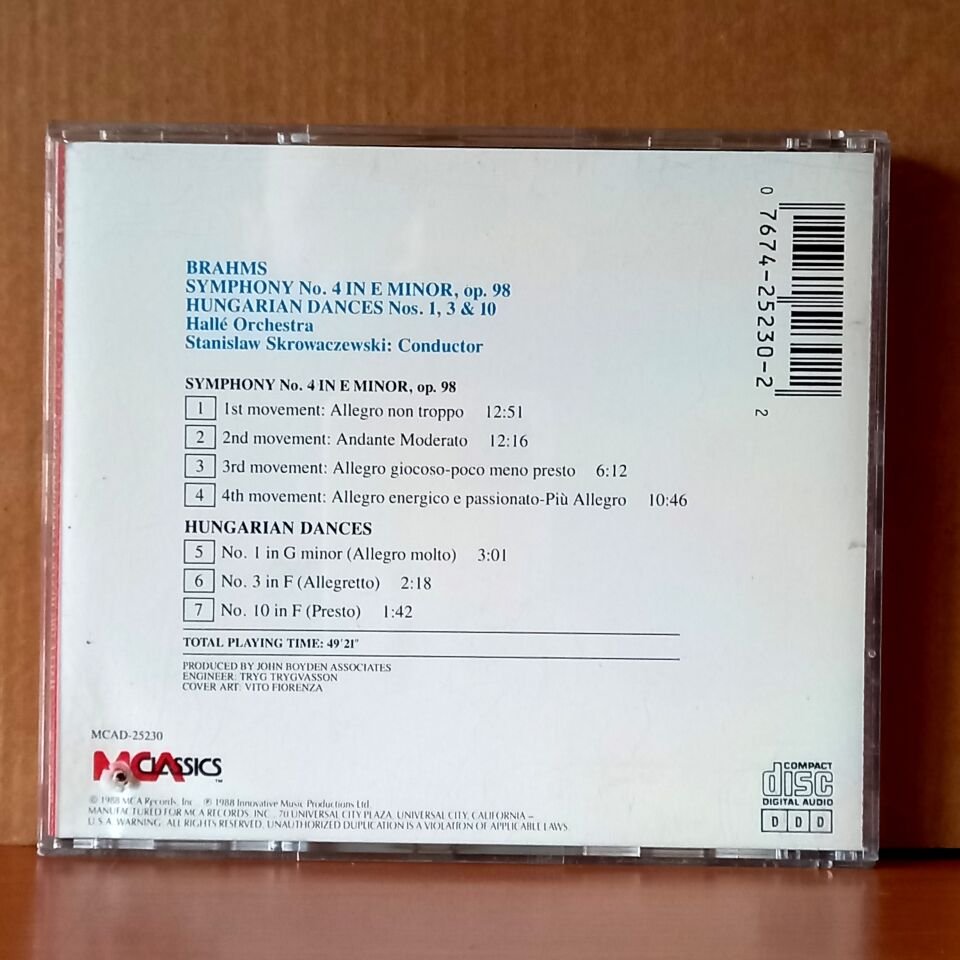 BRAHMS
SYMPHONY No. 4 IN E MINOR, op. 98
HUNGARIAN DANCES Nos. 1, 3 & 10
Hallé Orchestra
Stanislaw Skrowaczewski: Conductor
SYMPHONY No. 4 IN E MINOR, op. 98
1 1st movement: Allegro non troppo 12:51
2 2nd movement: Andante Moderato 12:16
3 3rd movement: Allegro giocoso-poco meno presto 6:12
4 4th movement: Allegro energico e passionato-Più Allegro 10:46
HUNGARIAN DANCES
5 No. 1 in G minor (Allegro molto) 3:01
6 No. 3 in F (Allegretto) 2:18
7 No. 10 in F (Presto) 1:42
TOTAL PLAYING TIME: 49'21"
PRODUCED BY JOHN BOYDEN ASSOCIATES
ENGINEER: TRYG TRYGVASSON
COVER ART: VITO FIORENZA
MCAD-25230
MCA CLASSICS ™
© 1988 MCA Records, Inc. ℗ 1988 Innovative Music Productions Ltd.
MANUFACTURED FOR MCA RECORDS, INC., 70 UNIVERSAL CITY PLAZA, UNIVERSAL CITY, CALIFORNIA –
U.S.A. WARNING: ALL RIGHTS RESERVED. UNAUTHORIZED DUPLICATION IS A VIOLATION OF APPLICABLE LAWS.
0 7674-25230-2 2
COMPACT
disc
DIGITAL AUDIO
D D D